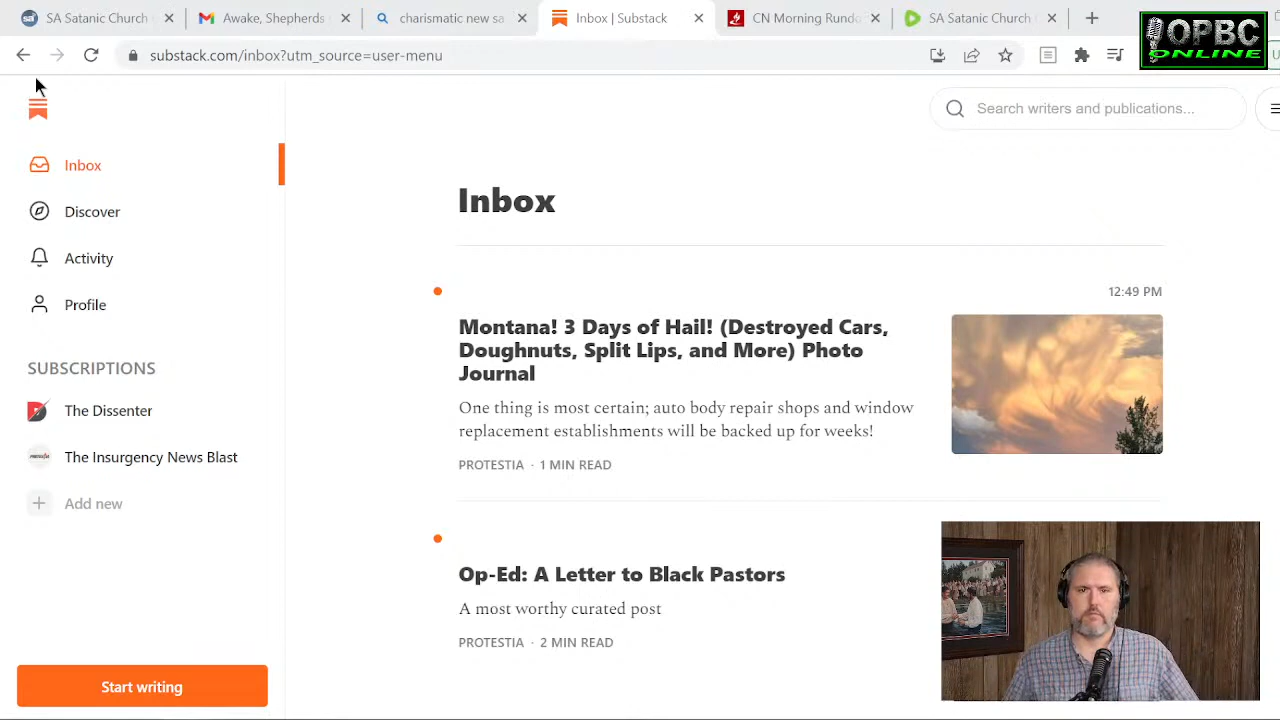 SA Satanic Church
Awake, Shepherds
charismatic new sa
Inbox | Substack
CN Morning Rund
SA Satanic Church
OPBC
ONLINE
substack.com/inbox?utm_source=user-menu
Search writers and publications...
Inbox
Discover
Activity
Profile
SUBSCRIPTIONS
The Dissenter
The Insurgency News Blast
Add new
Start writing
Inbox
12:49 PM
Montana! 3 Days of Hail! (Destroyed Cars,
Doughnuts, Split Lips, and More) Photo
Journal
One thing is most certain; auto body repair shops and window
replacement establishments will be backed up for weeks!
PROTESTIA · 1 MIN READ
Op-Ed: A Letter to Black Pastors
A most worthy curated post
PROTESTIA · 2 MIN READ